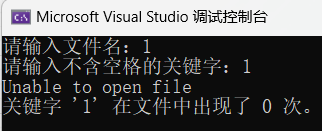 Microsoft Visual Studio 调试控制台
请输入文件名：1
请输入不含空格的关键字：1
Unable to open file
关键字 '1' 在文件中出现了 0 次。